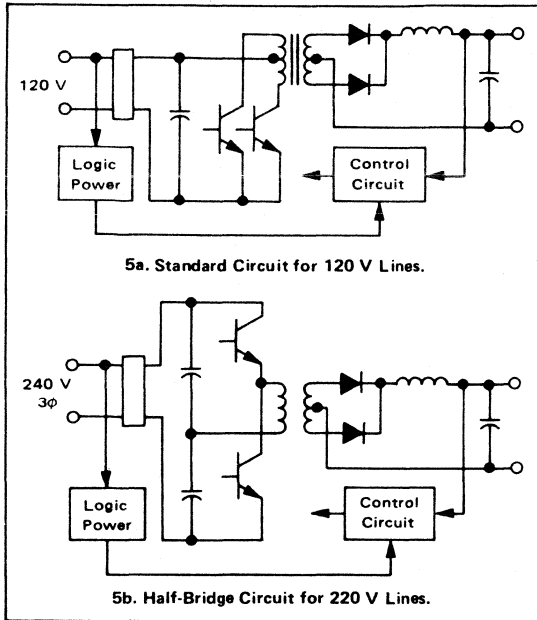 120 V
Logic
Power
Control
Circuit
5a. Standard Circuit for 120 V Lines.
240 V
3ϕ
Logic
Power
Control
Circuit
5b. Half-Bridge Circuit for 220 V Lines.